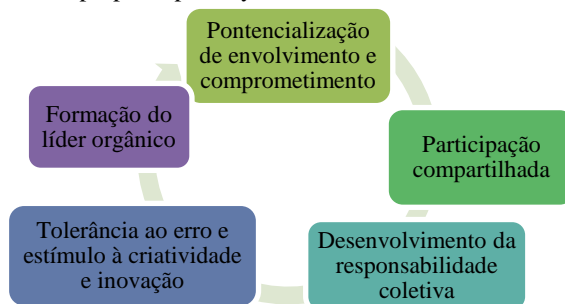 Pontencialização
de envolvimento e
comprometimento
Participação
compartilhada
Desenvolvimento da
responsabilidade
coletiva
Tolerância ao erro e
estímulo à criatividade
e inovação
Formação do
líder orgânico